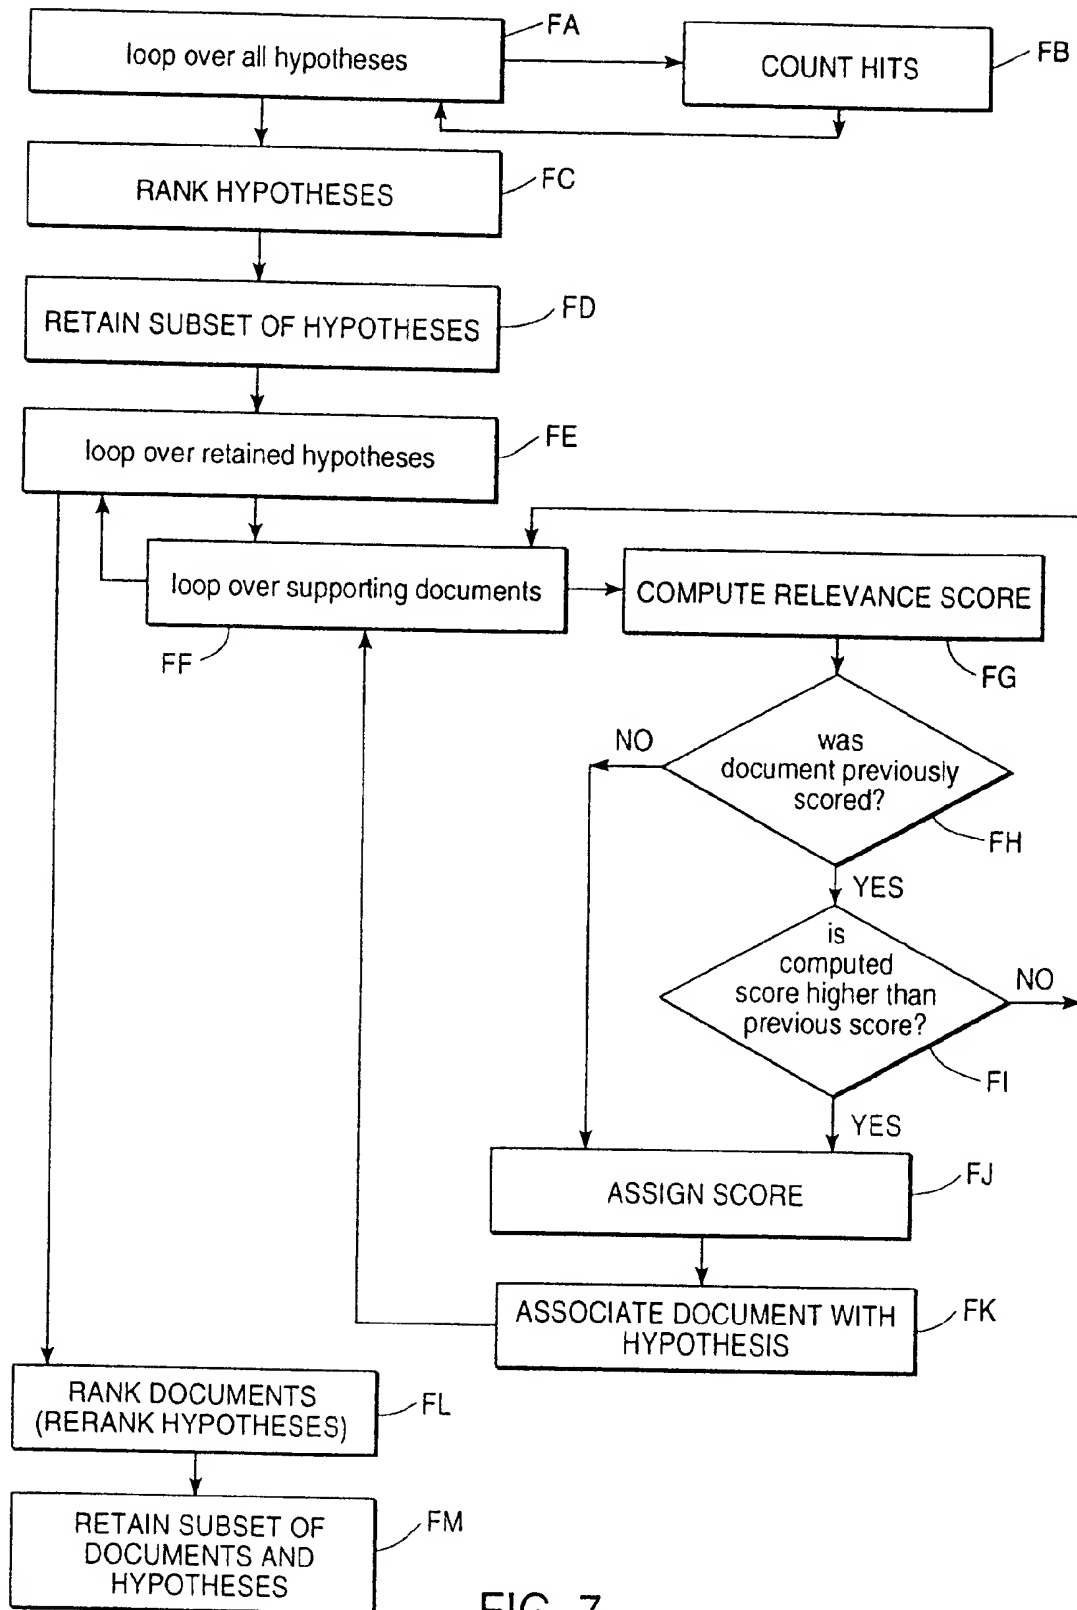 loop over all hypotheses
FA
COUNT HITS
FB
RANK HYPOTHESES
FC
RETAIN SUBSET OF HYPOTHESES
FD
loop over retained hypotheses
FE
loop over supporting documents
FF
COMPUTE RELEVANCE SCORE
FG
NO
was
document previously
scored?
FH
YES
is
computed
score higher than
previous score?
NO
FI
YES
ASSIGN SCORE
FJ
ASSOCIATE DOCUMENT WITH
HYPOTHESIS
FK
RANK DOCUMENTS
(RERANK HYPOTHESES)
FL
RETAIN SUBSET OF
DOCUMENTS AND
HYPOTHESES
FM
FIG. 7